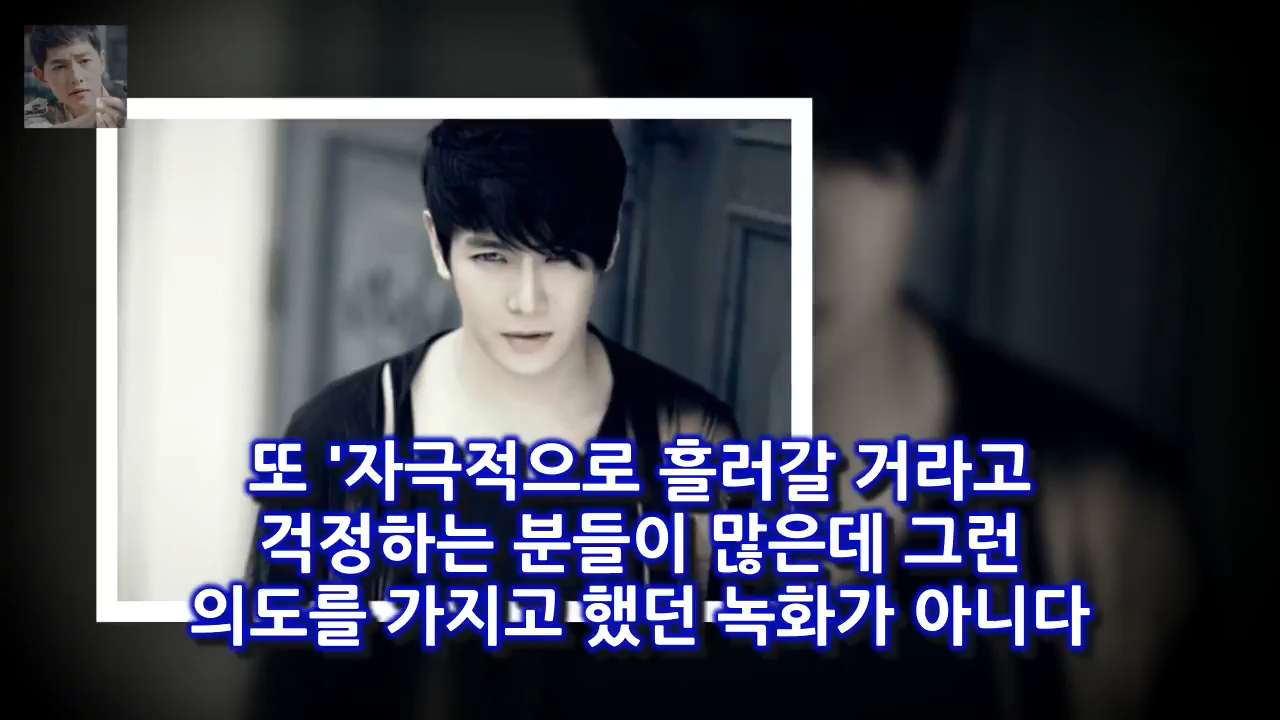 또 '자극적으로 흘러갈 거라고
걱정하는 분들이 많은데 그런
의도를 가지고 했던 녹화가 아니다